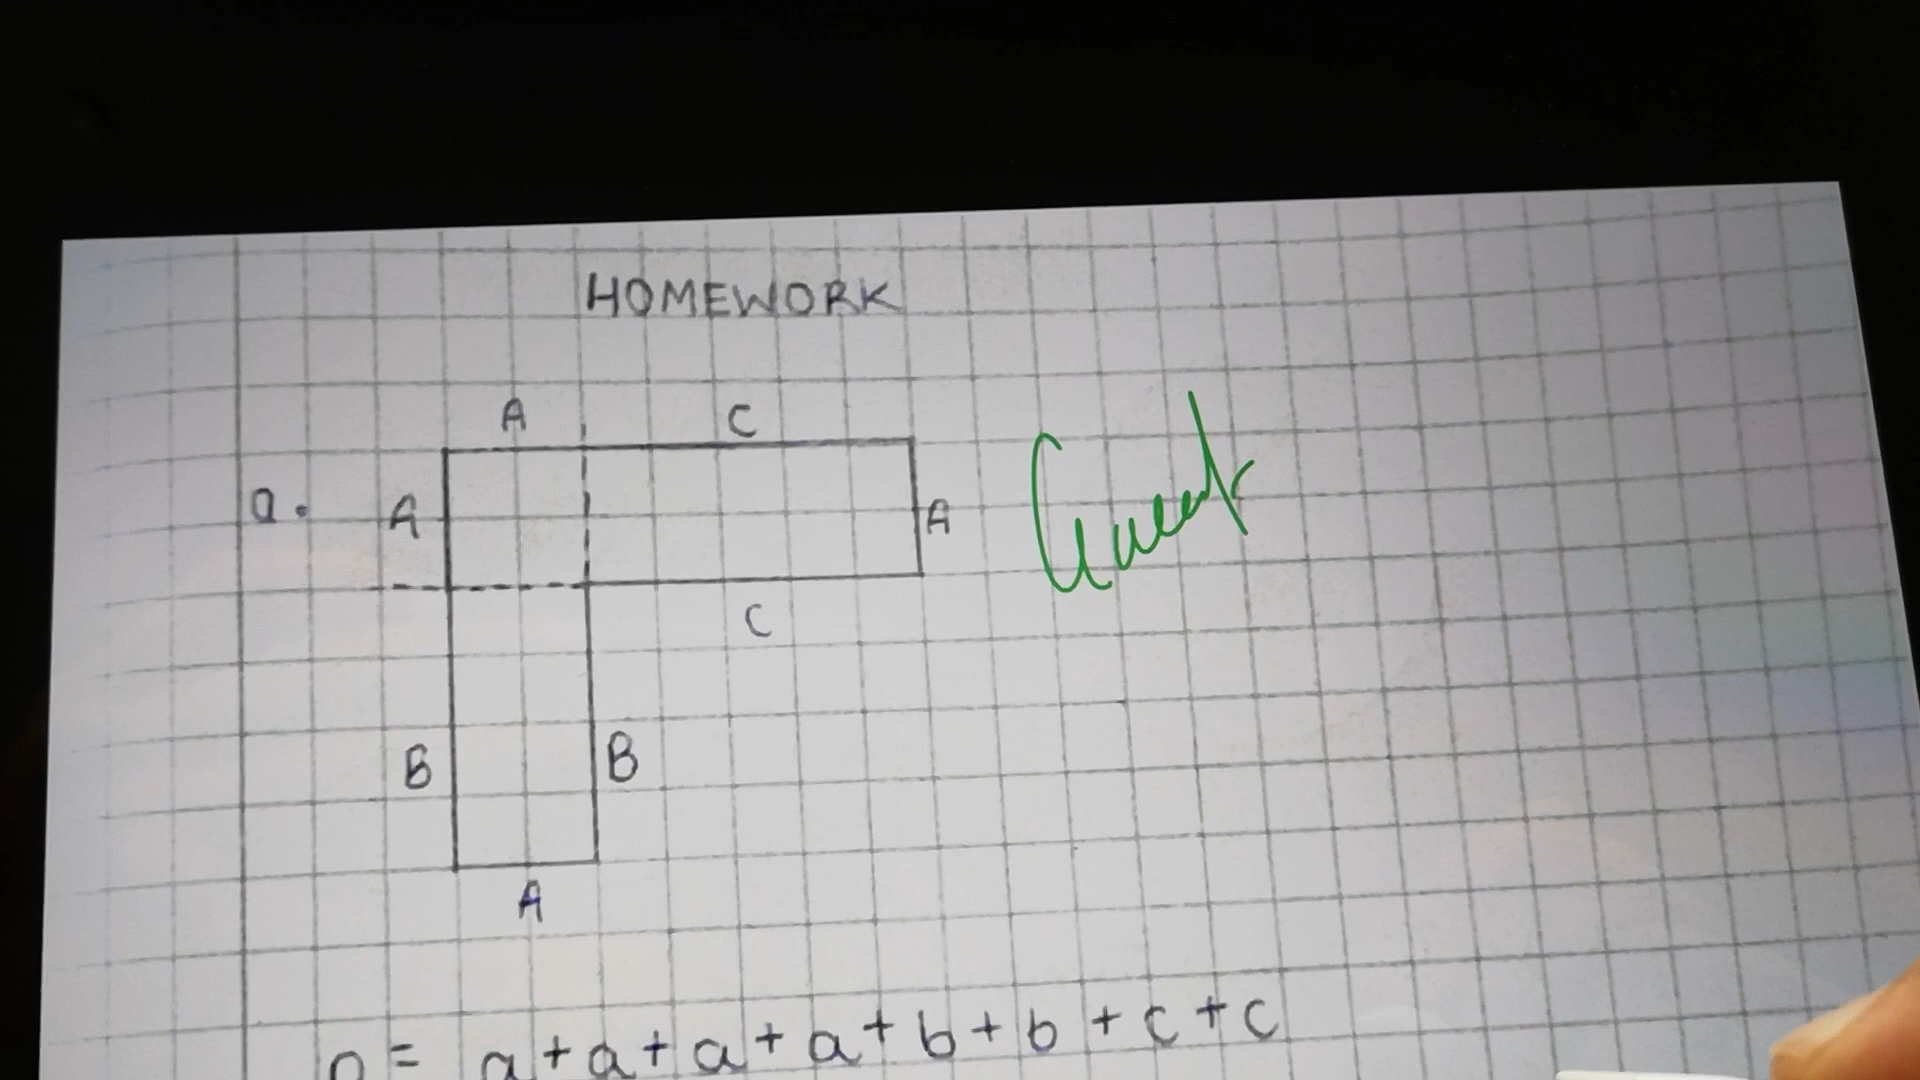 HOMEWORK
A C
a. A A
C
B B
A
= a + a + a + a + b + b + c + c